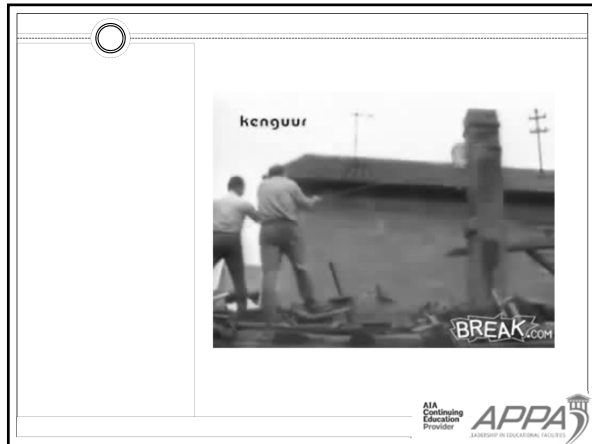 kenguur
BREAK.COM
AIA
Continuing
Education
Provider
APPA
LEADERSHIP IN EDUCATIONAL FACILITIES